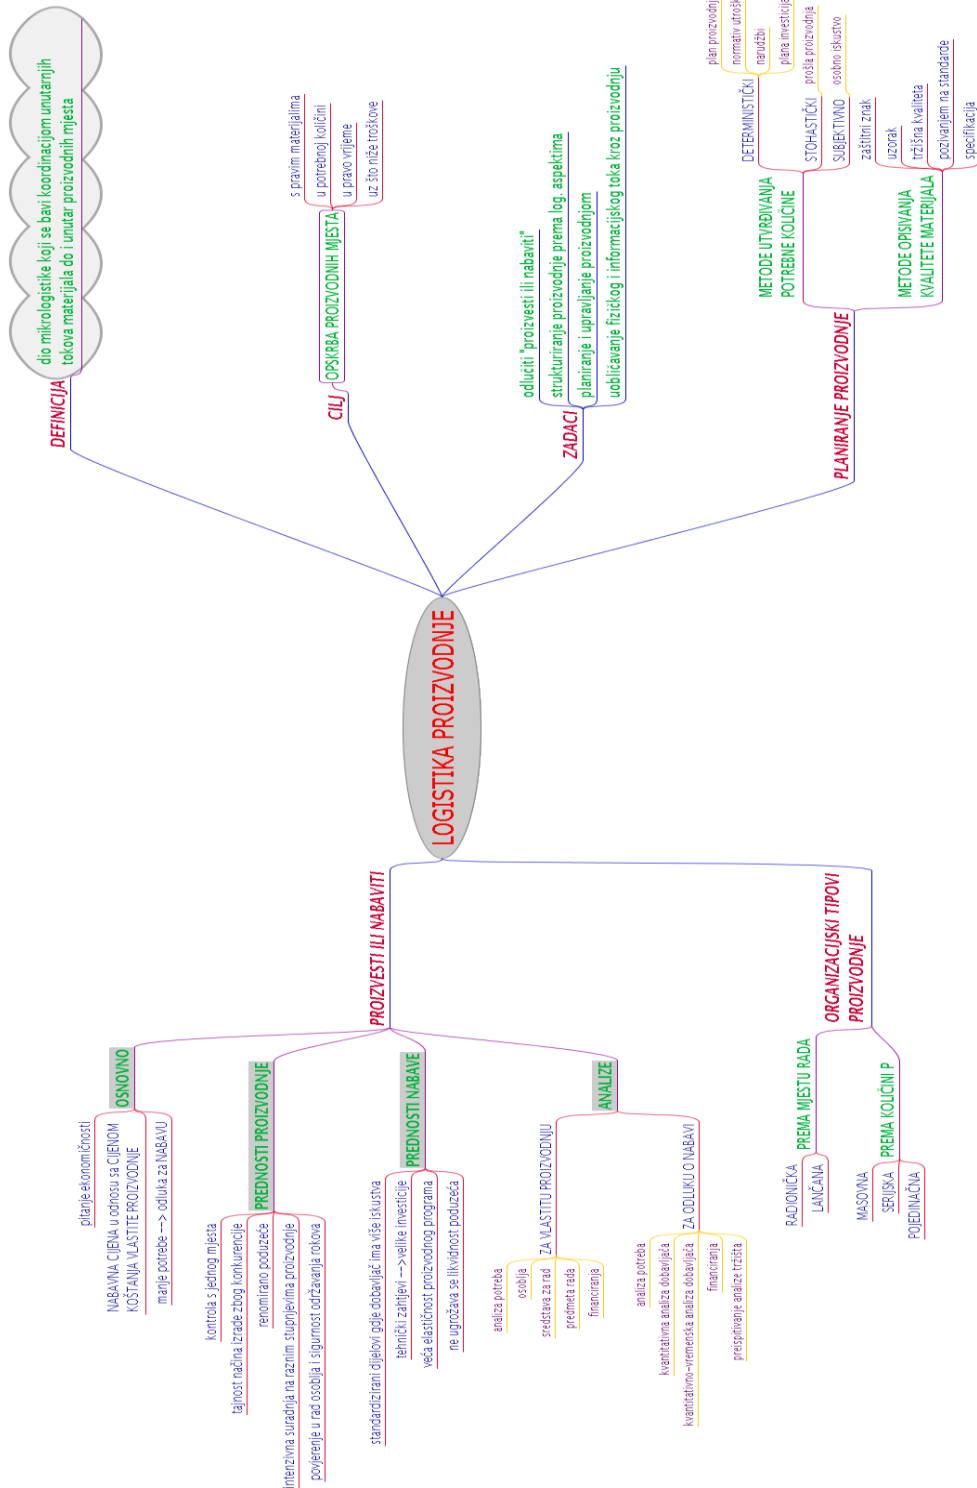 LOGISTIKA PROIZVODNJE
DEFINICIJA
dio mikrologistike koji se bavi koordinacijom unutarnjih
tokova materijala do i unutar proizvodnih mjesta
CILJ
OPSKRBA PROIZVODNIH MJESTA
s pravim materijalima
u potrebnoj količini
u pravo vrijeme
uz što niže troškove
ZADACI
odlučiti "proizvesti ili nabaviti"
strukturiranje proizvodnje prema log. aspektima
planiranje i upravljanje proizvodnjom
uobličavanje fizičkog i informacijskog toka kroz proizvodnju
PLANIRANJE PROIZVODNJE
METODE UTVRĐIVANJA
POTREBNE KOLIČINE
DETERMINISTIČKI
plan proizvodnj
normativ utrošk
narudžbi
plana investicija
STOHASTIČKI
prošla proizvodnja
SUBJEKTIVNO
osobno iskustvo
METODE OPISIVANJA
KVALITETE MATERIJALA
zaštitni znak
uzorak
tržišna kvaliteta
pozivanjem na standarde
specifikacija
PROIZVESTI ILI NABAVITI
OSNOVNO
pitanje ekonomičnosti
NABAVNA CIJENA u odnosu sa CIJENOM
KOŠTANJA VLASTITE PROIZVODNJE
manje potrebe --> odluka za NABAVU
PREDNOSTI PROIZVODNJE
kontrola s jednog mjesta
tajnost načina izrade zbog konkurencije
renomirano poduzeće
intenzivna suradnja na raznim stupnjevima proizvodnje
povjerenje u rad osoblja i sigurnost održavanja rokova
PREDNOSTI NABAVE
standardizirani dijelovi gdje dobavljač ima više iskustva
tehnički zahtjevi -->velike investicije
veća elastičnost proizvodnog programa
ne ugrožava se likvidnost poduzeća
ANALIZE
ZA VLASTITU PROIZVODNJU
analiza potreba
osoblja
sredstava za rad
predmeta rada
financiranja
ZA ODLUKU O NABAVI
analiza potreba
kvantitativna analiza dobavljača
kvantitativno-vremenska analiza dobavljača
financiranja
preispitivanje analize tržišta
ORGANIZACIJSKI TIPOVI
PROIZVODNJE
PREMA MJESTU RADA
RADIONIČKA
LANČANA
PREMA KOLIČINI P
MASOVNA
SERIJSKA
POJEDINAČNA